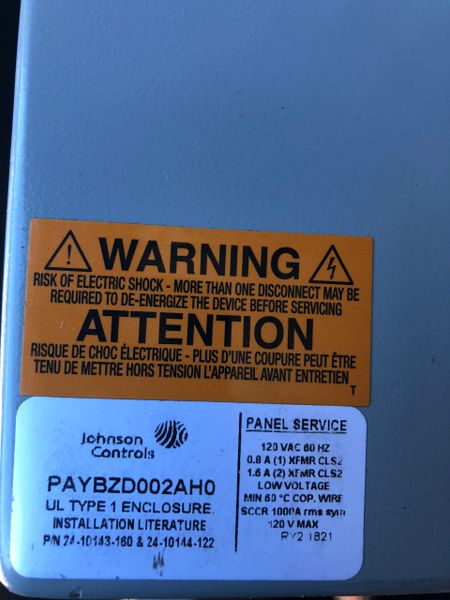 WARNING
RISK OF ELECTRIC SHOCK - MORE THAN ONE DISCONNECT MAY BE
REQUIRED TO DE-ENERGIZE THE DEVICE BEFORE SERVICING
ATTENTION
RISQUE DE CHOC ÉLECTRIQUE - PLUS D'UNE COUPURE PEUT ÊTRE
TENU DE METTRE HORS TENSION L'APPAREIL AVANT ENTRETIEN
T
Johnson
Controls
PAYBZD002AH0
UL TYPE 1 ENCLOSURE.
INSTALLATION LITERATURE
P/N 24-10143-160 & 24-10144-122
PANEL SERVICE
120 VAC 60 HZ
0.8 A (1) XFMR CLS2
1.6 A (2) XFMR CLS2
LOW VOLTAGE
MIN 60 °C COP. WIRE
SCCR 1000A rms sym
120 V MAX
1821